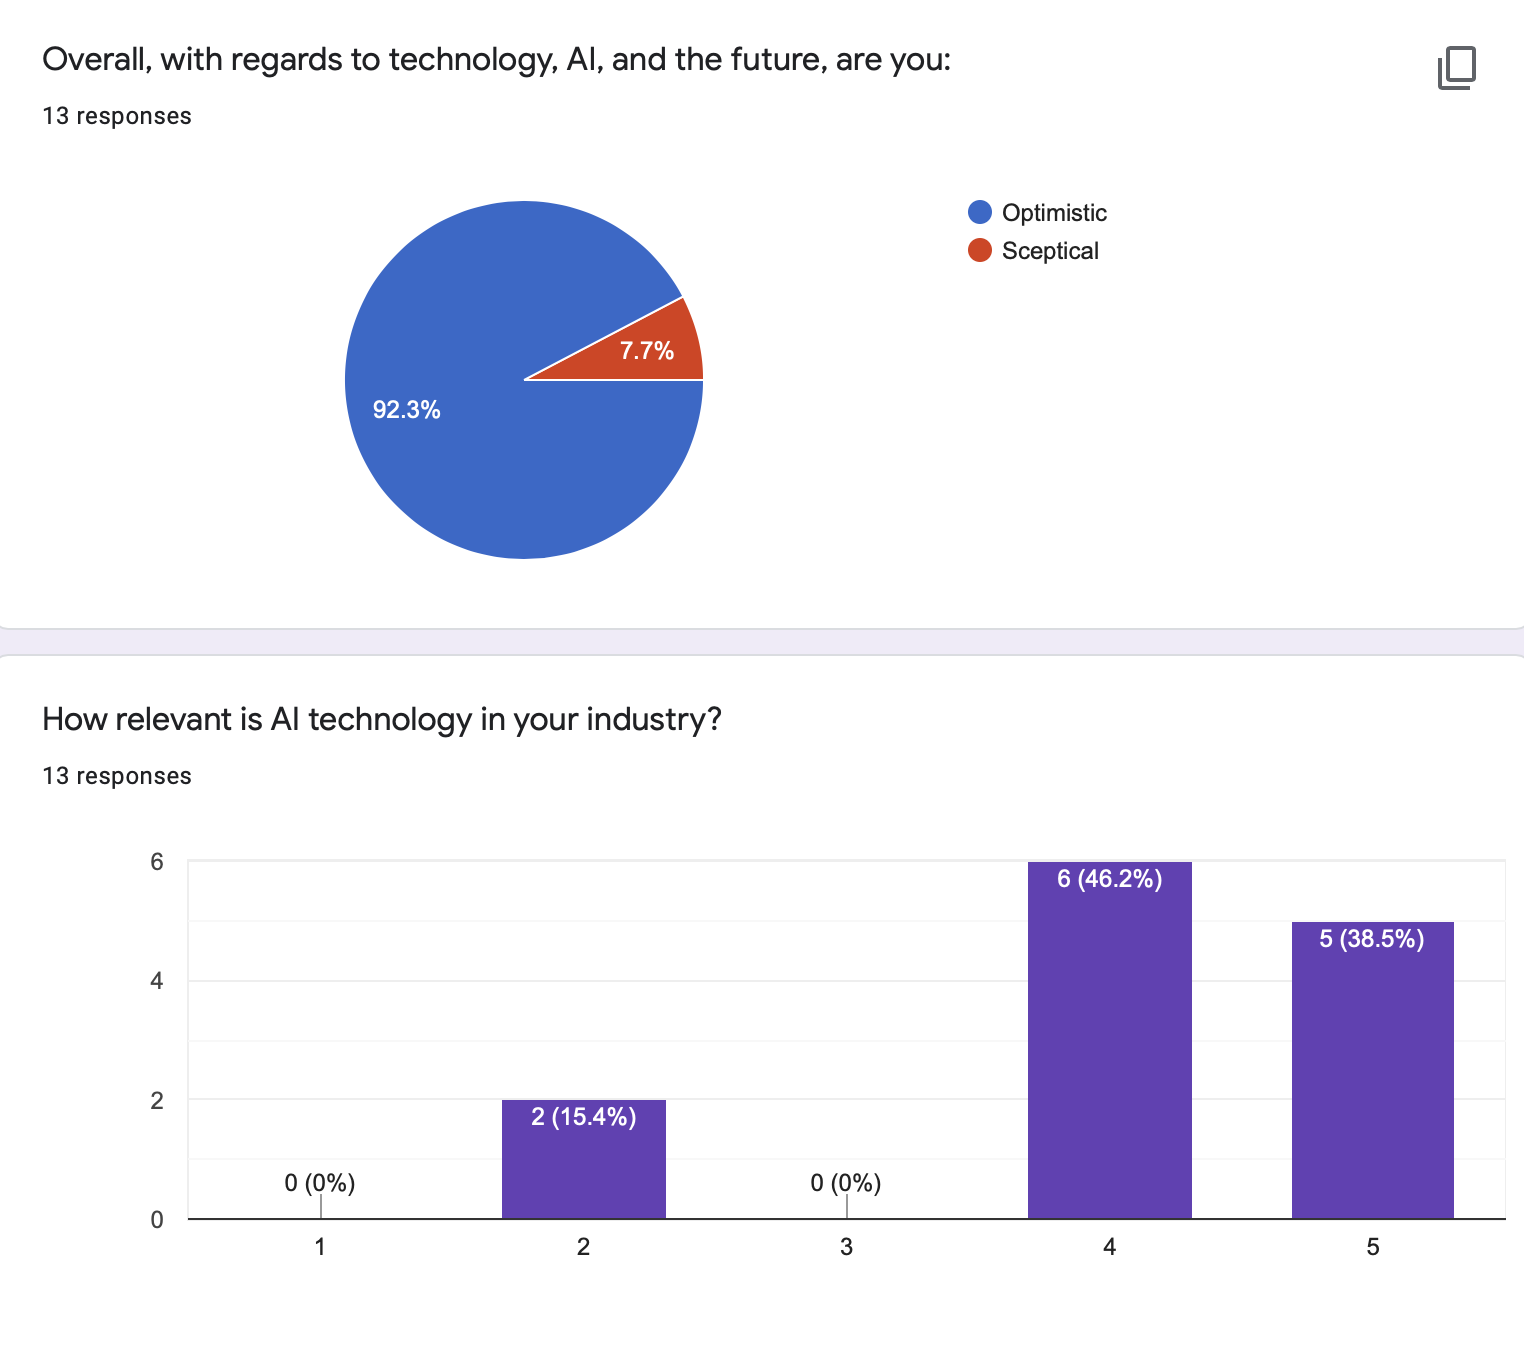 Overall, with regards to technology, AI, and the future, are you:
13 responses
Optimistic
Sceptical
7.7%
92.3%
How relevant is AI technology in your industry?
13 responses
6
6 (46.2%)
5 (38.5%)
4
2
2 (15.4%)
0 (0%)
0 (0%)
0
1
2
3
4
5